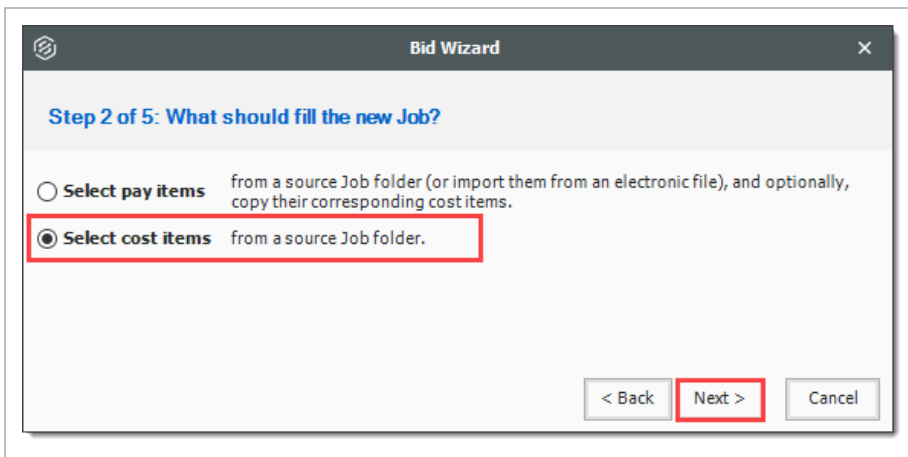 Bid Wizard
Step 2 of 5: What should fill the new Job?
Select pay items from a source Job folder (or import them from an electronic file), and optionally,
copy their corresponding cost items.
Select cost items from a source Job folder.
< Back Next > Cancel